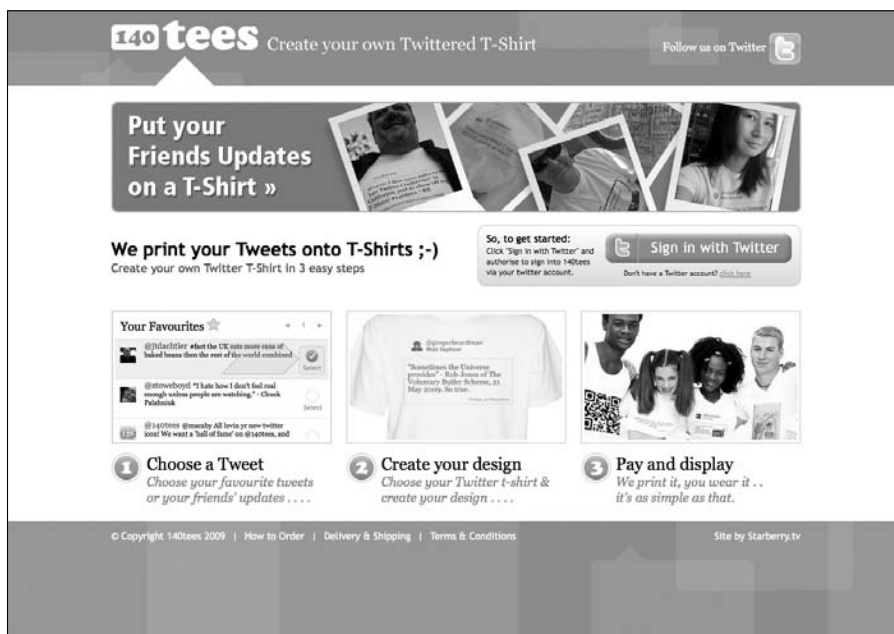 140 tees Create your own Twittered T-Shirt
Follow us on Twitter
Put your
Friends Updates
on a T-Shirt »
We print your Tweets onto T-Shirts ;-)
Create your own Twitter T-Shirt in 3 easy steps
So, to get started:
Click "Sign in with Twitter" and
authorise to sign into 140tees
via your twitter account.
Sign in with Twitter
Don't have a Twitter account? click here
Your Favourites
@jtdachtler #fact the UK eats more cans of
baked beans then the rest of the world combined
Select
@stoweboyd "I hate how I don't feel real
enough unless people are watching." - Chuck
Palahniuk
Select
@140tees @maraby All lovin yr new twitter
icon! We want a 'hall of fame' on @140tees, and
@gingerbeardman
Matt Sephton
"Sometimes the Universe
provides" - Rob Jones of The
Voluntary Butler Scheme, 21
May 2009. So true.
1 Choose a Tweet
Choose your favourite tweets
or your friends' updates . . . .
2 Create your design
Choose your Twitter t-shirt &
create your design . . . .
3 Pay and display
We print it, you wear it . .
it's as simple as that.
© Copyright 140tees 2009 | How to Order | Delivery & Shipping | Terms & Conditions
Site by Starberry.tv